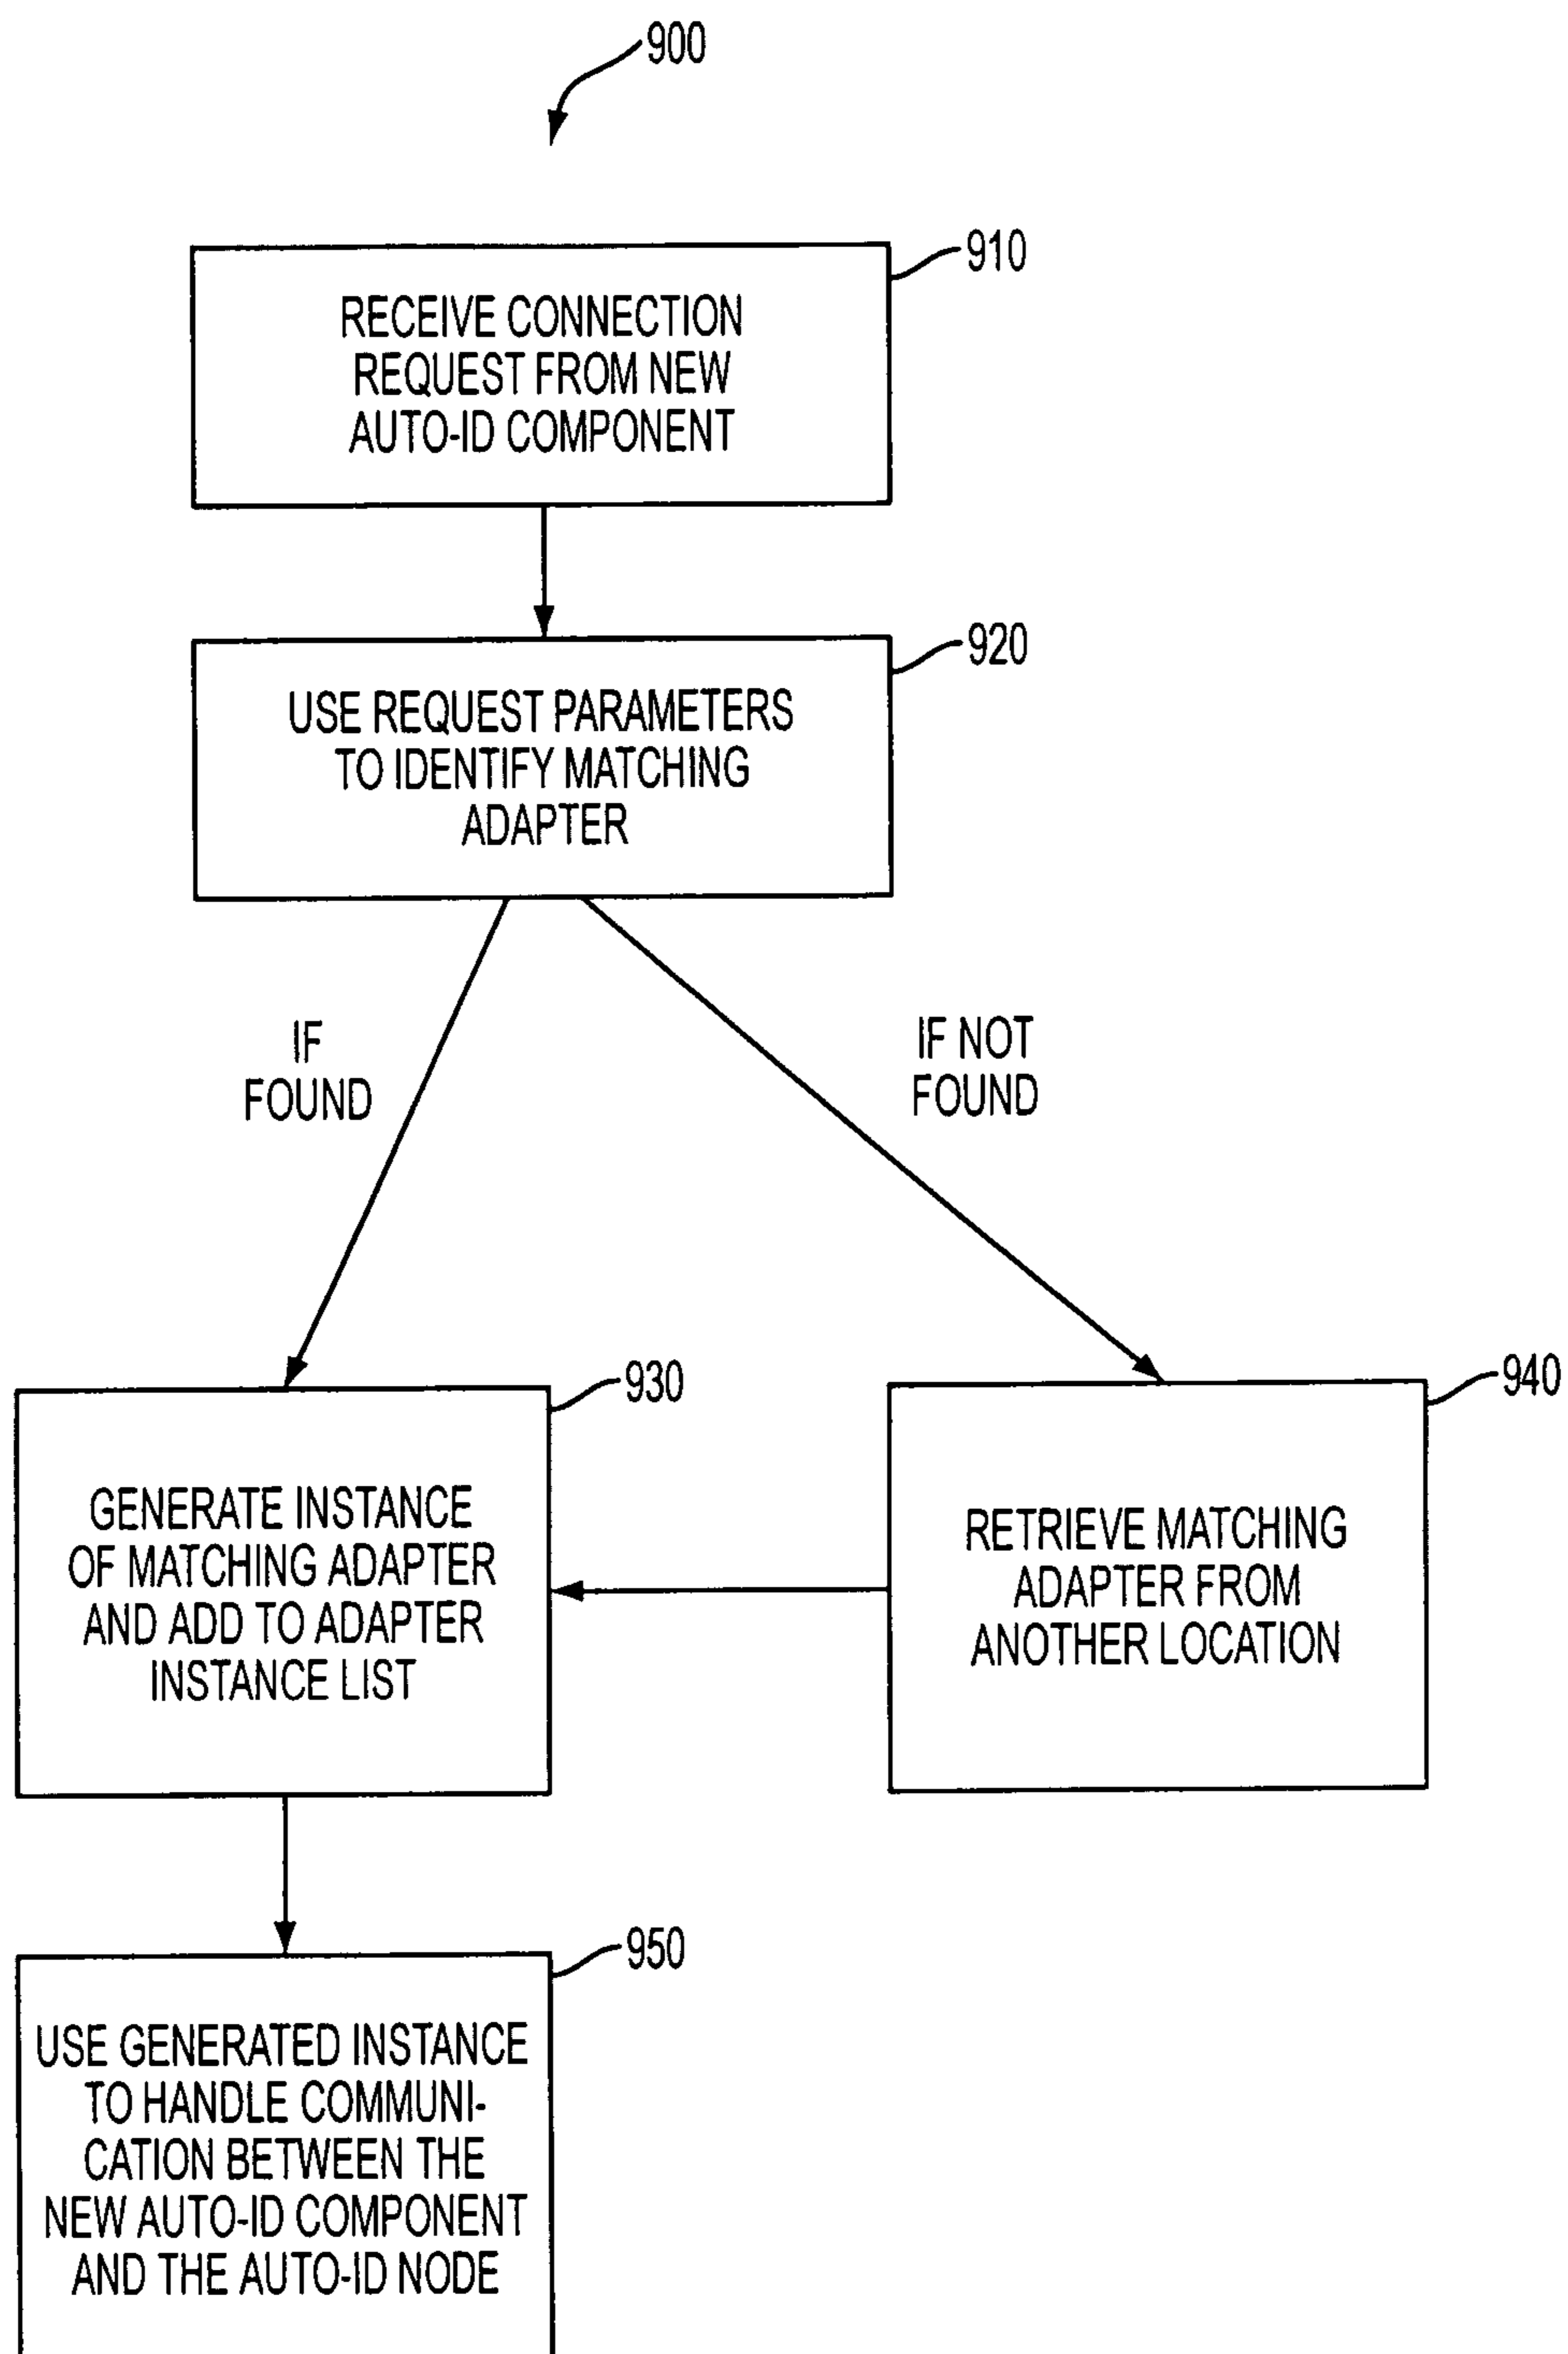 900
910
RECEIVE CONNECTION
REQUEST FROM NEW
AUTO-ID COMPONENT
920
USE REQUEST PARAMETERS
TO IDENTIFY MATCHING
ADAPTER
IF
FOUND
IF NOT
FOUND
930
GENERATE INSTANCE
OF MATCHING ADAPTER
AND ADD TO ADAPTER
INSTANCE LIST
940
RETRIEVE MATCHING
ADAPTER FROM
ANOTHER LOCATION
950
USE GENERATED INSTANCE
TO HANDLE COMMUNI-
CATION BETWEEN THE
NEW AUTO-ID COMPONENT
AND THE AUTO-ID NODE